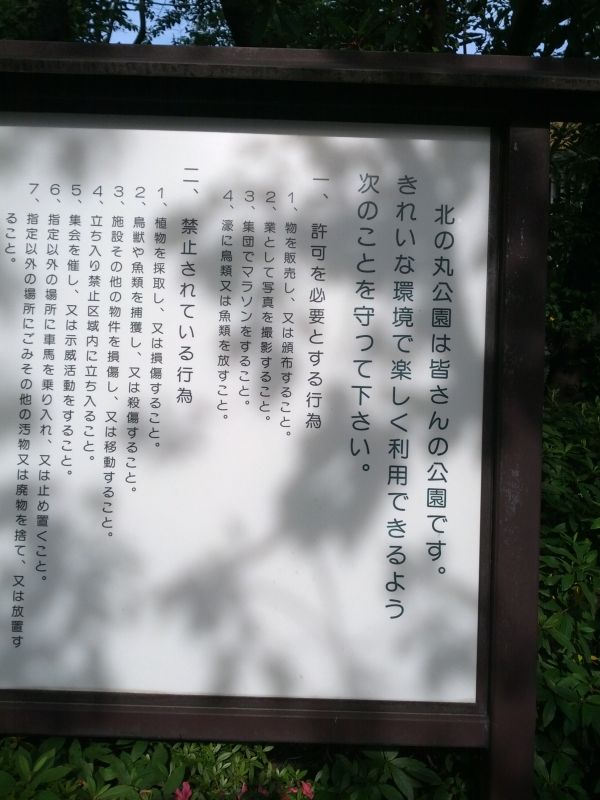 北の丸公園は皆さんの公園です。
きれいな環境で楽しく利用できるよう
次のことを守つて下さい。
一、許可を必要とする行為
1、物を販売し、又は頒布すること。
2、業として写真を撮影すること。
3、集団でマラソンをすること。
4、濠に鳥類又は魚類を放すこと。
二、禁止されている行為
1、植物を採取し、又は損傷すること。
2、鳥獣や魚類を捕獲し、又は殺傷すること。
3、施設その他の物件を損傷し、又は移動すること。
4、立ち入り禁止区域内に立ち入ること。
5、集会を催し、又は示威活動をすること。
6、指定以外の場所に車馬を乗り入れ、又は止め置くこと。
7、指定以外の場所にごみその他の汚物又は廃物を捨て、又は放置す
ること。